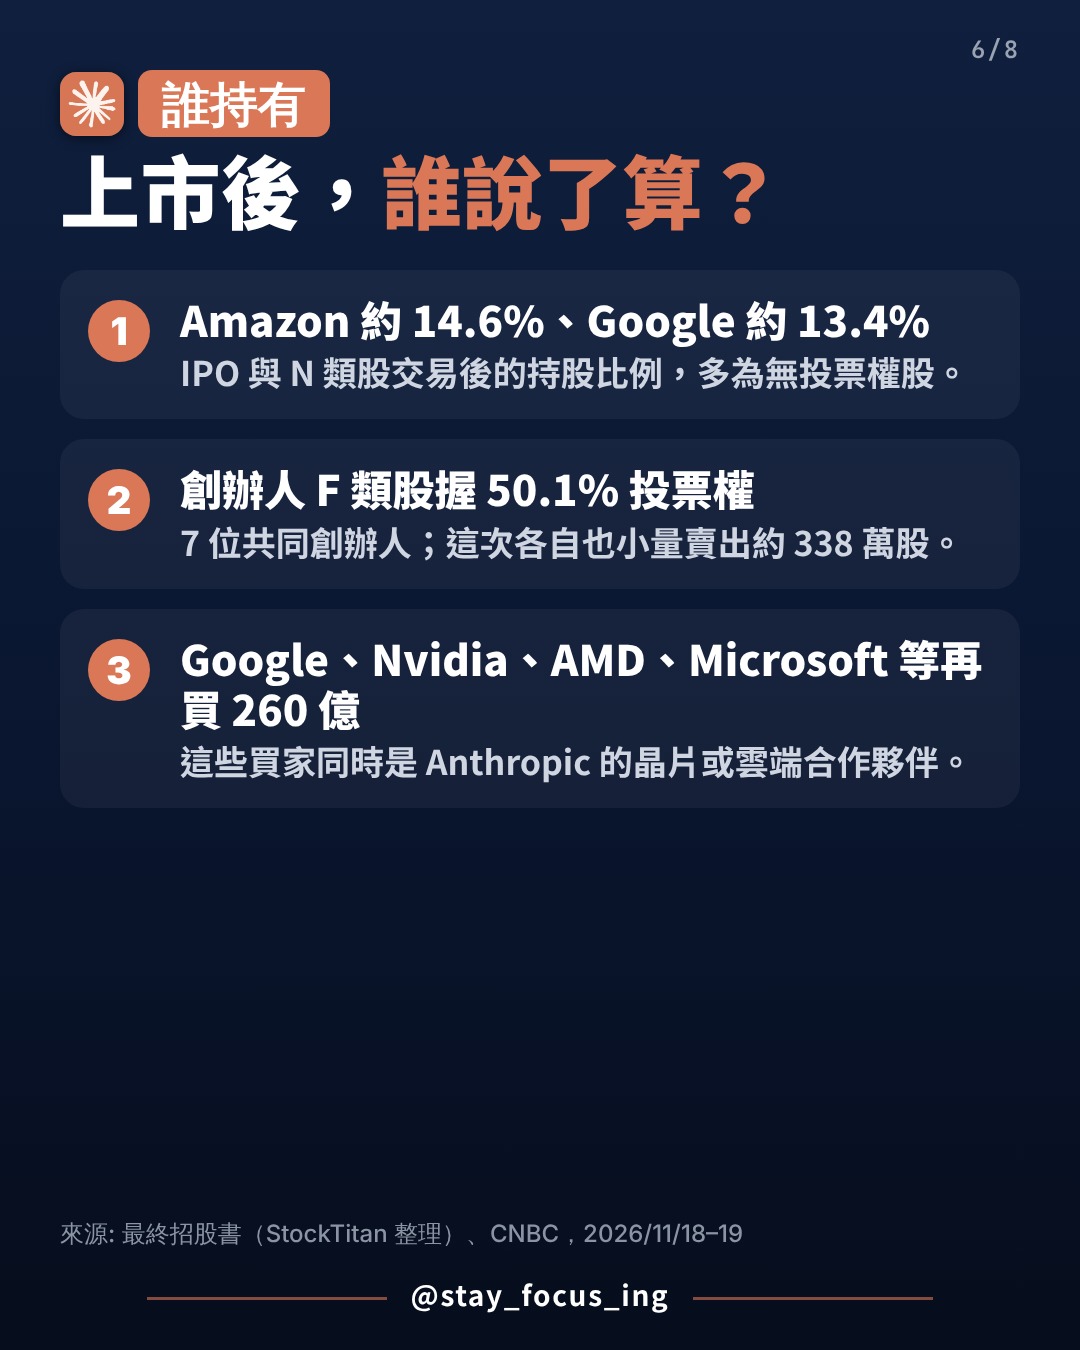 6/8
誰持有
上市後，誰說了算？
1
Amazon 約 14.6%、Google 約 13.4%
IPO 與 N 類股交易後的持股比例，多為無投票權股。
2
創辦人 F 類股握 50.1% 投票權
7 位共同創辦人；這次各自也小量賣出約 338 萬股。
3
Google、Nvidia、AMD、Microsoft 等再
買 260 億
這些買家同時是 Anthropic 的晶片或雲端合作夥伴。
來源: 最終招股書（StockTitan 整理）、CNBC，2026/11/18–19
@stay_focus_ing